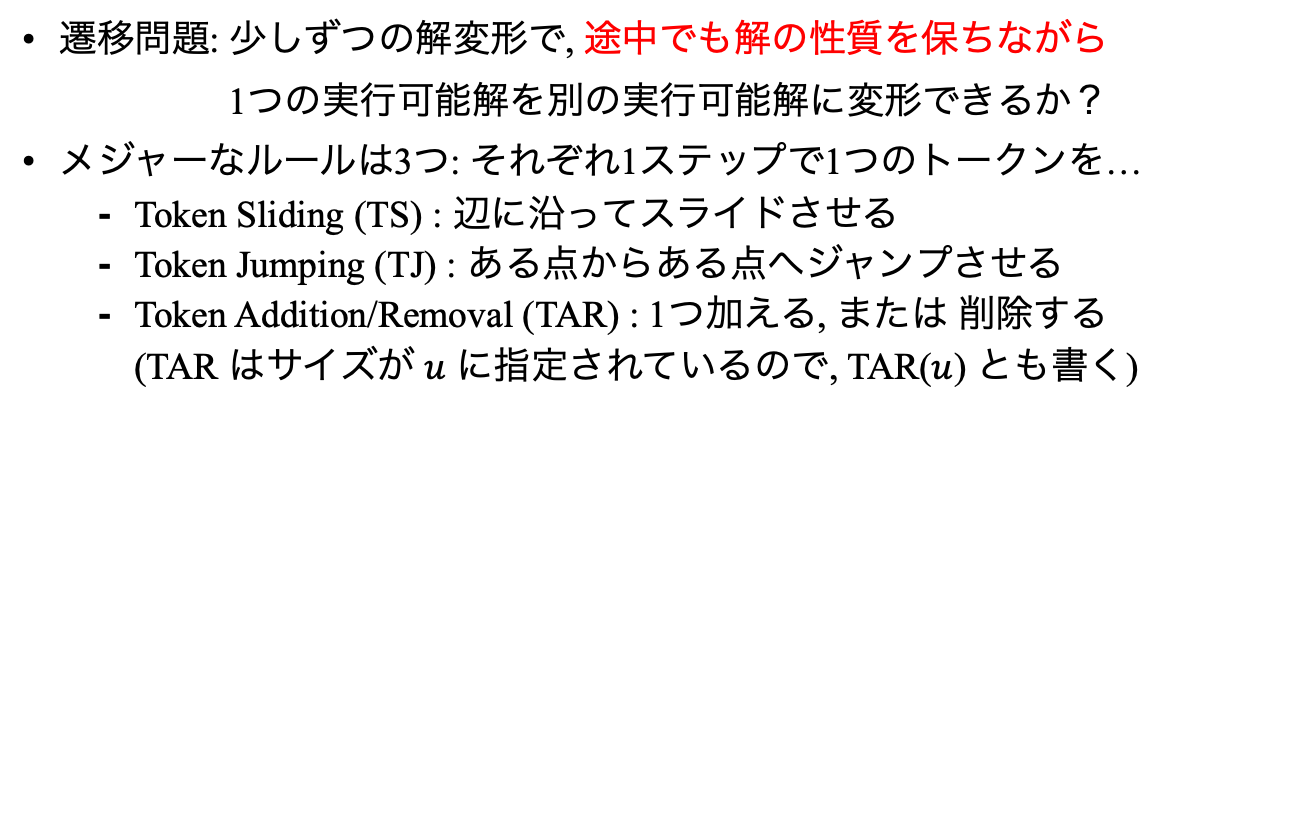 • 遷移問題: 少しずつの解変形で, 途中でも解の性質を保ちながら
1つの実行可能解を別の実行可能解に変形できるか？
• メジャーなルールは3つ: それぞれ1ステップで1つのトークンを…
- Token Sliding (TS) : 辺に沿ってスライドさせる
- Token Jumping (TJ) : ある点からある点へジャンプさせる
- Token Addition/Removal (TAR) : 1つ加える, または 削除する
(TAR はサイズが u に指定されているので, TAR(u) とも書く)